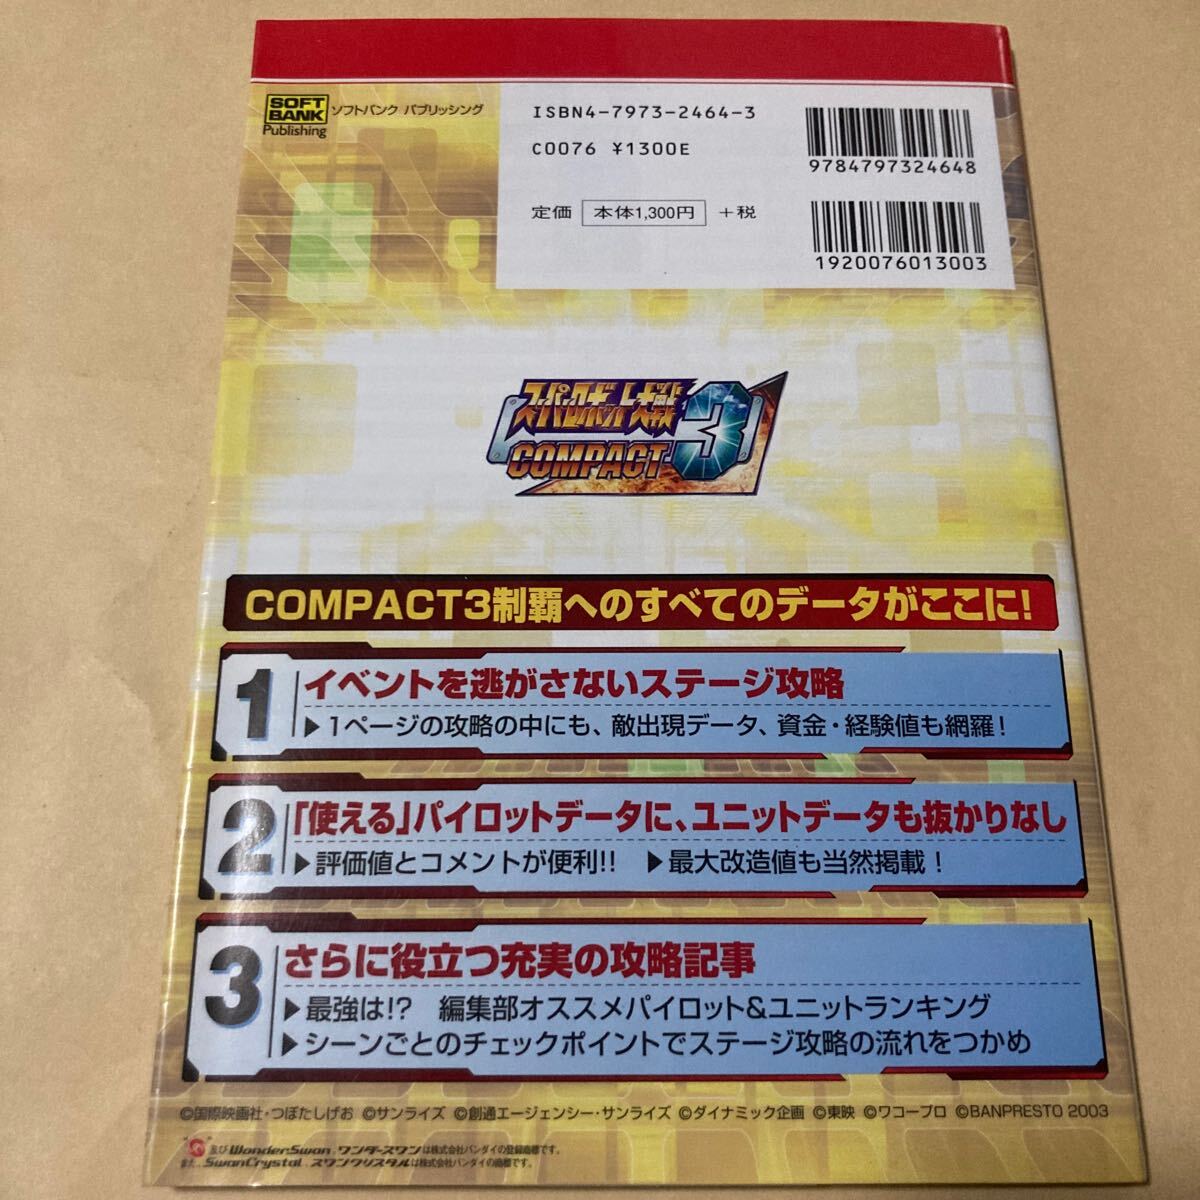 SOFT BANK Publishing
ソフトバンク パブリッシング
ISBN4-7973-2464-3
C0076 ¥1300E
定価 本体1,300円 +税
9784797324648
1920076013003
スーパーロボット大戦
COMPACT 3
COMPACT3制覇へのすべてのデータがここに!
1 イベントを逃がさないステージ攻略
▶1ページの攻略の中にも、敵出現データ、資金・経験値も網羅!
2 「使える」パイロットデータに、ユニットデータも抜かりなし
▶評価値とコメントが便利!! ▶最大改造値も当然掲載!
3 さらに役立つ充実の攻略記事
▶最強は!? 編集部オススメパイロット&ユニットランキング
▶シーンごとのチェックポイントでステージ攻略の流れをつかめ
©国際映画社・つぼたしげお ©サンライズ ©創通エージェンシー・サンライズ ©ダイナミック企画 ©東映 ©ワコープロ ©BANPRESTO 2003
及びWonderSwan、ワンダースワンは株式会社バンダイの登録商標です。
また、SwanCrystal、スワンクリスタルは株式会社バンダイの商標です。